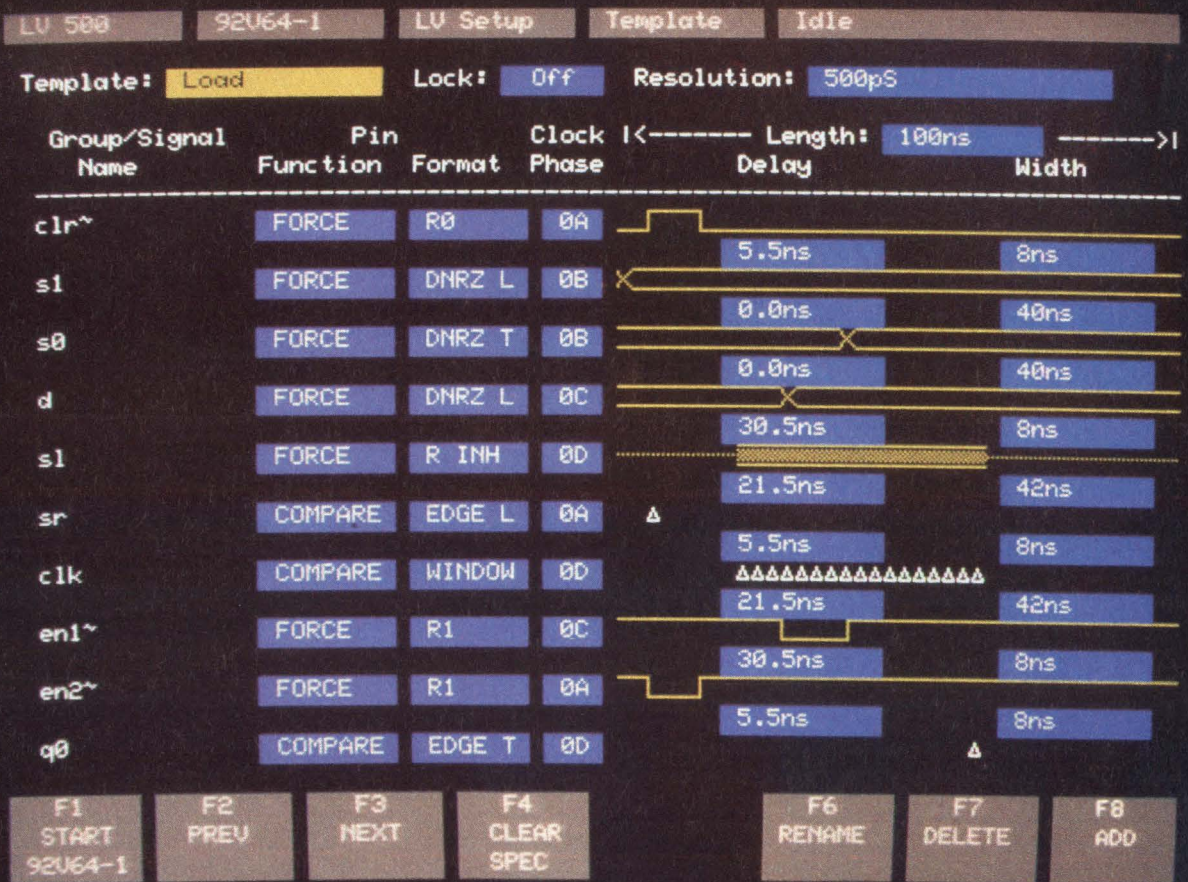 LV 500 92V64-1 LV Setup Template Idle
Template: Load Lock: Off Resolution: 500pS
Group/Signal Pin Clock |<------- Length: 100ns ------->|
Name Function Format Phase Delay Width
clr~ FORCE R0 0A
5.5ns 8ns
s1 FORCE DNRZ L 0B
0.0ns 40ns
s0 FORCE DNRZ T 0B
0.0ns 40ns
d FORCE DNRZ L 0C
30.5ns 8ns
sl FORCE R INH 0D
21.5ns 42ns
sr COMPARE EDGE L 0A
5.5ns 8ns
clk COMPARE WINDOW 0D
21.5ns 42ns
en1~ FORCE R1 0C
30.5ns 8ns
en2~ FORCE R1 0A
5.5ns 8ns
q0 COMPARE EDGE T 0D
F1 F2 F3 F4 F6 F7 F8
START PREV NEXT CLEAR RENAME DELETE ADD
92V64-1 SPEC